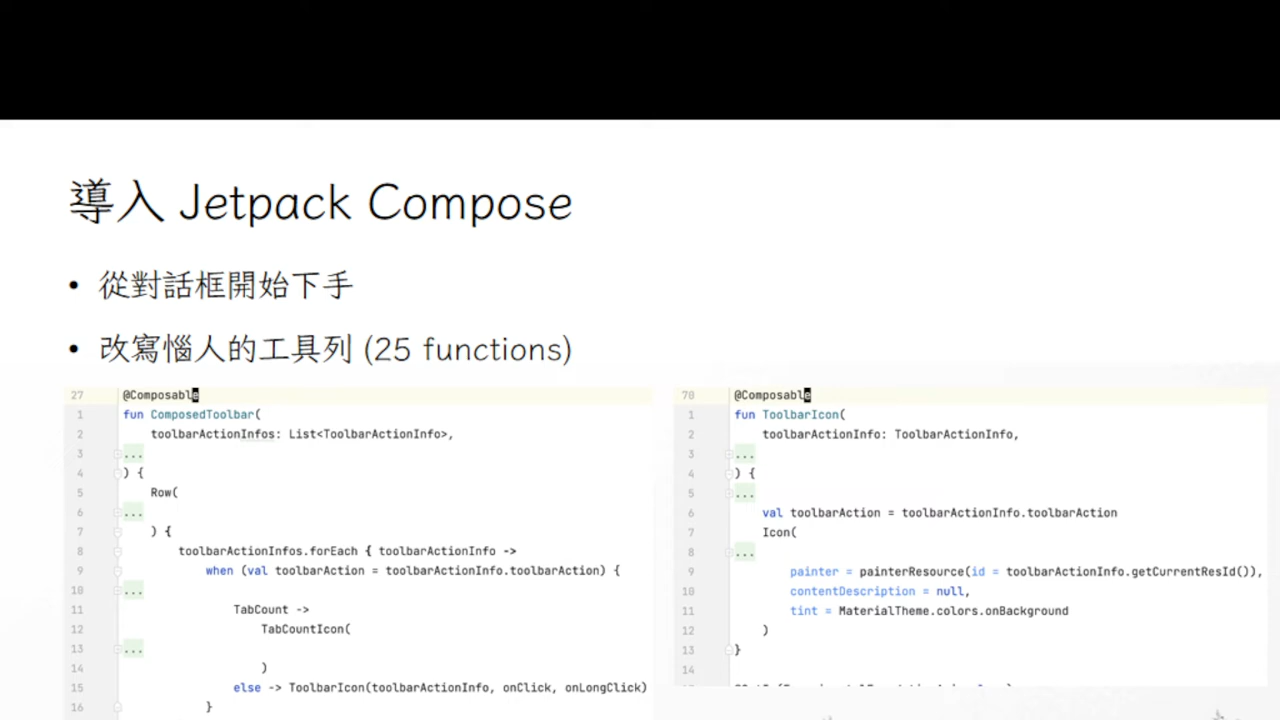 導入 Jetpack Compose
• 從對話框開始下手
• 改寫惱人的工具列 (25 functions)
27 @Composable
1 fun ComposedToolbar(
2 toolbarActionInfos: List<ToolbarActionInfo>,
3 ...
4 ) {
5 Row(
6 ...
7 ) {
8 toolbarActionInfos.forEach { toolbarActionInfo ->
9 when (val toolbarAction = toolbarActionInfo.toolbarAction) {
10 ...
11 TabCount ->
12 TabCountIcon(
13 ...
14 )
15 else -> ToolbarIcon(toolbarActionInfo, onClick, onLongClick)
16 }
70 @Composable
1 fun ToolbarIcon(
2 toolbarActionInfo: ToolbarActionInfo,
3 ...
4 ) {
5 ...
6 val toolbarAction = toolbarActionInfo.toolbarAction
7 Icon(
8 ...
9 painter = painterResource(id = toolbarActionInfo.getCurrentResId()),
10 contentDescription = null,
11 tint = MaterialTheme.colors.onBackground
12 )
13 }
14